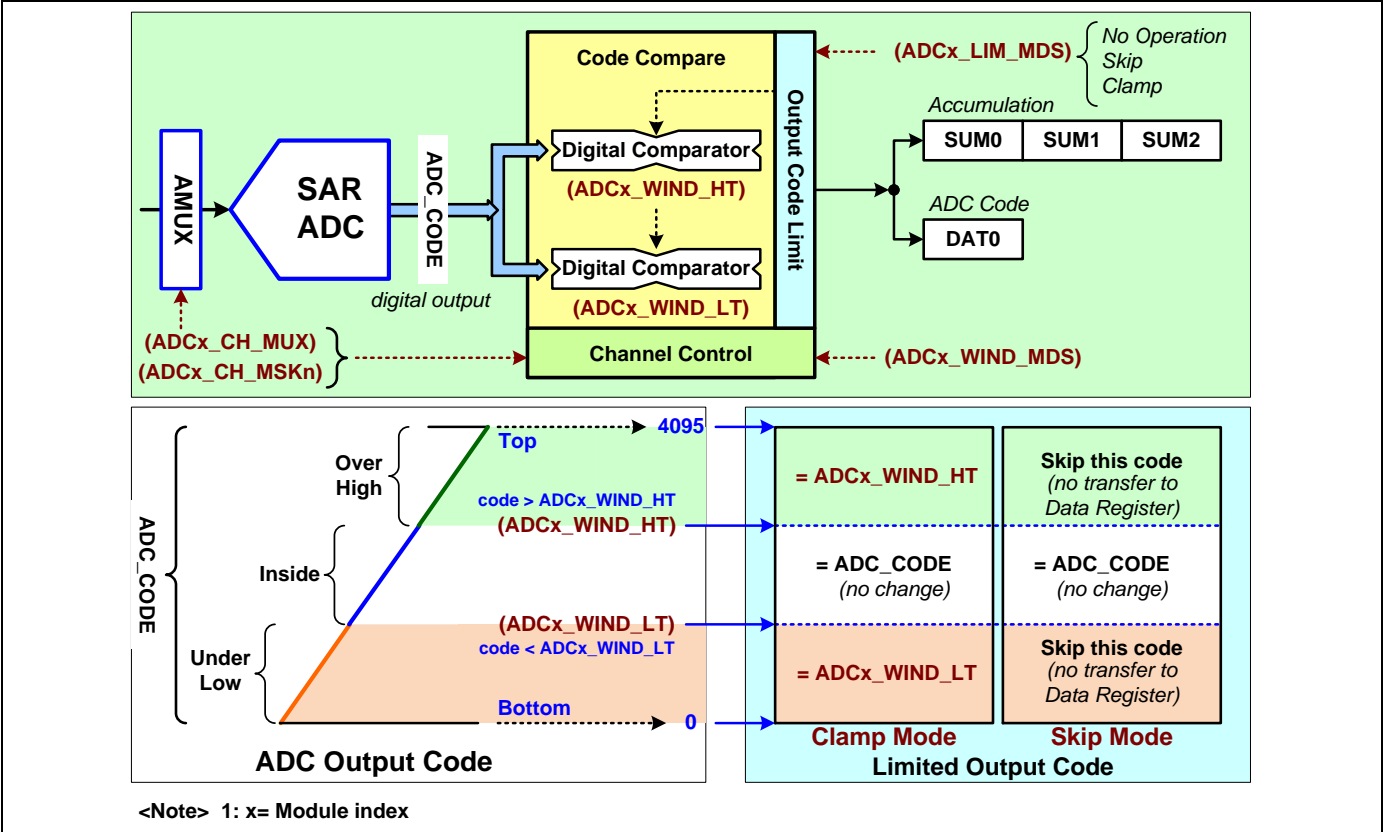 Code Compare
Output Code Limit
(ADCx_LIM_MDS)
No Operation
Skip
Clamp
Accumulation
SUM0 SUM1 SUM2
ADC Code
DAT0
AMUX
SAR
ADC
ADC_CODE
digital output
Digital Comparator
(ADCx_WIND_HT)
Digital Comparator
(ADCx_WIND_LT)
(ADCx_CH_MUX)
(ADCx_CH_MSKn)
Channel Control
(ADCx_WIND_MDS)
ADC_CODE
Over
High
Inside
Under
Low
Top
4095
code > ADCx_WIND_HT
(ADCx_WIND_HT)
(ADCx_WIND_LT)
code < ADCx_WIND_LT
Bottom
0
ADC Output Code
= ADCx_WIND_HT
= ADC_CODE
(no change)
= ADCx_WIND_LT
Clamp Mode
Skip this code
(no transfer to
Data Register)
= ADC_CODE
(no change)
Skip this code
(no transfer to
Data Register)
Skip Mode
Limited Output Code
<Note> 1: x= Module index